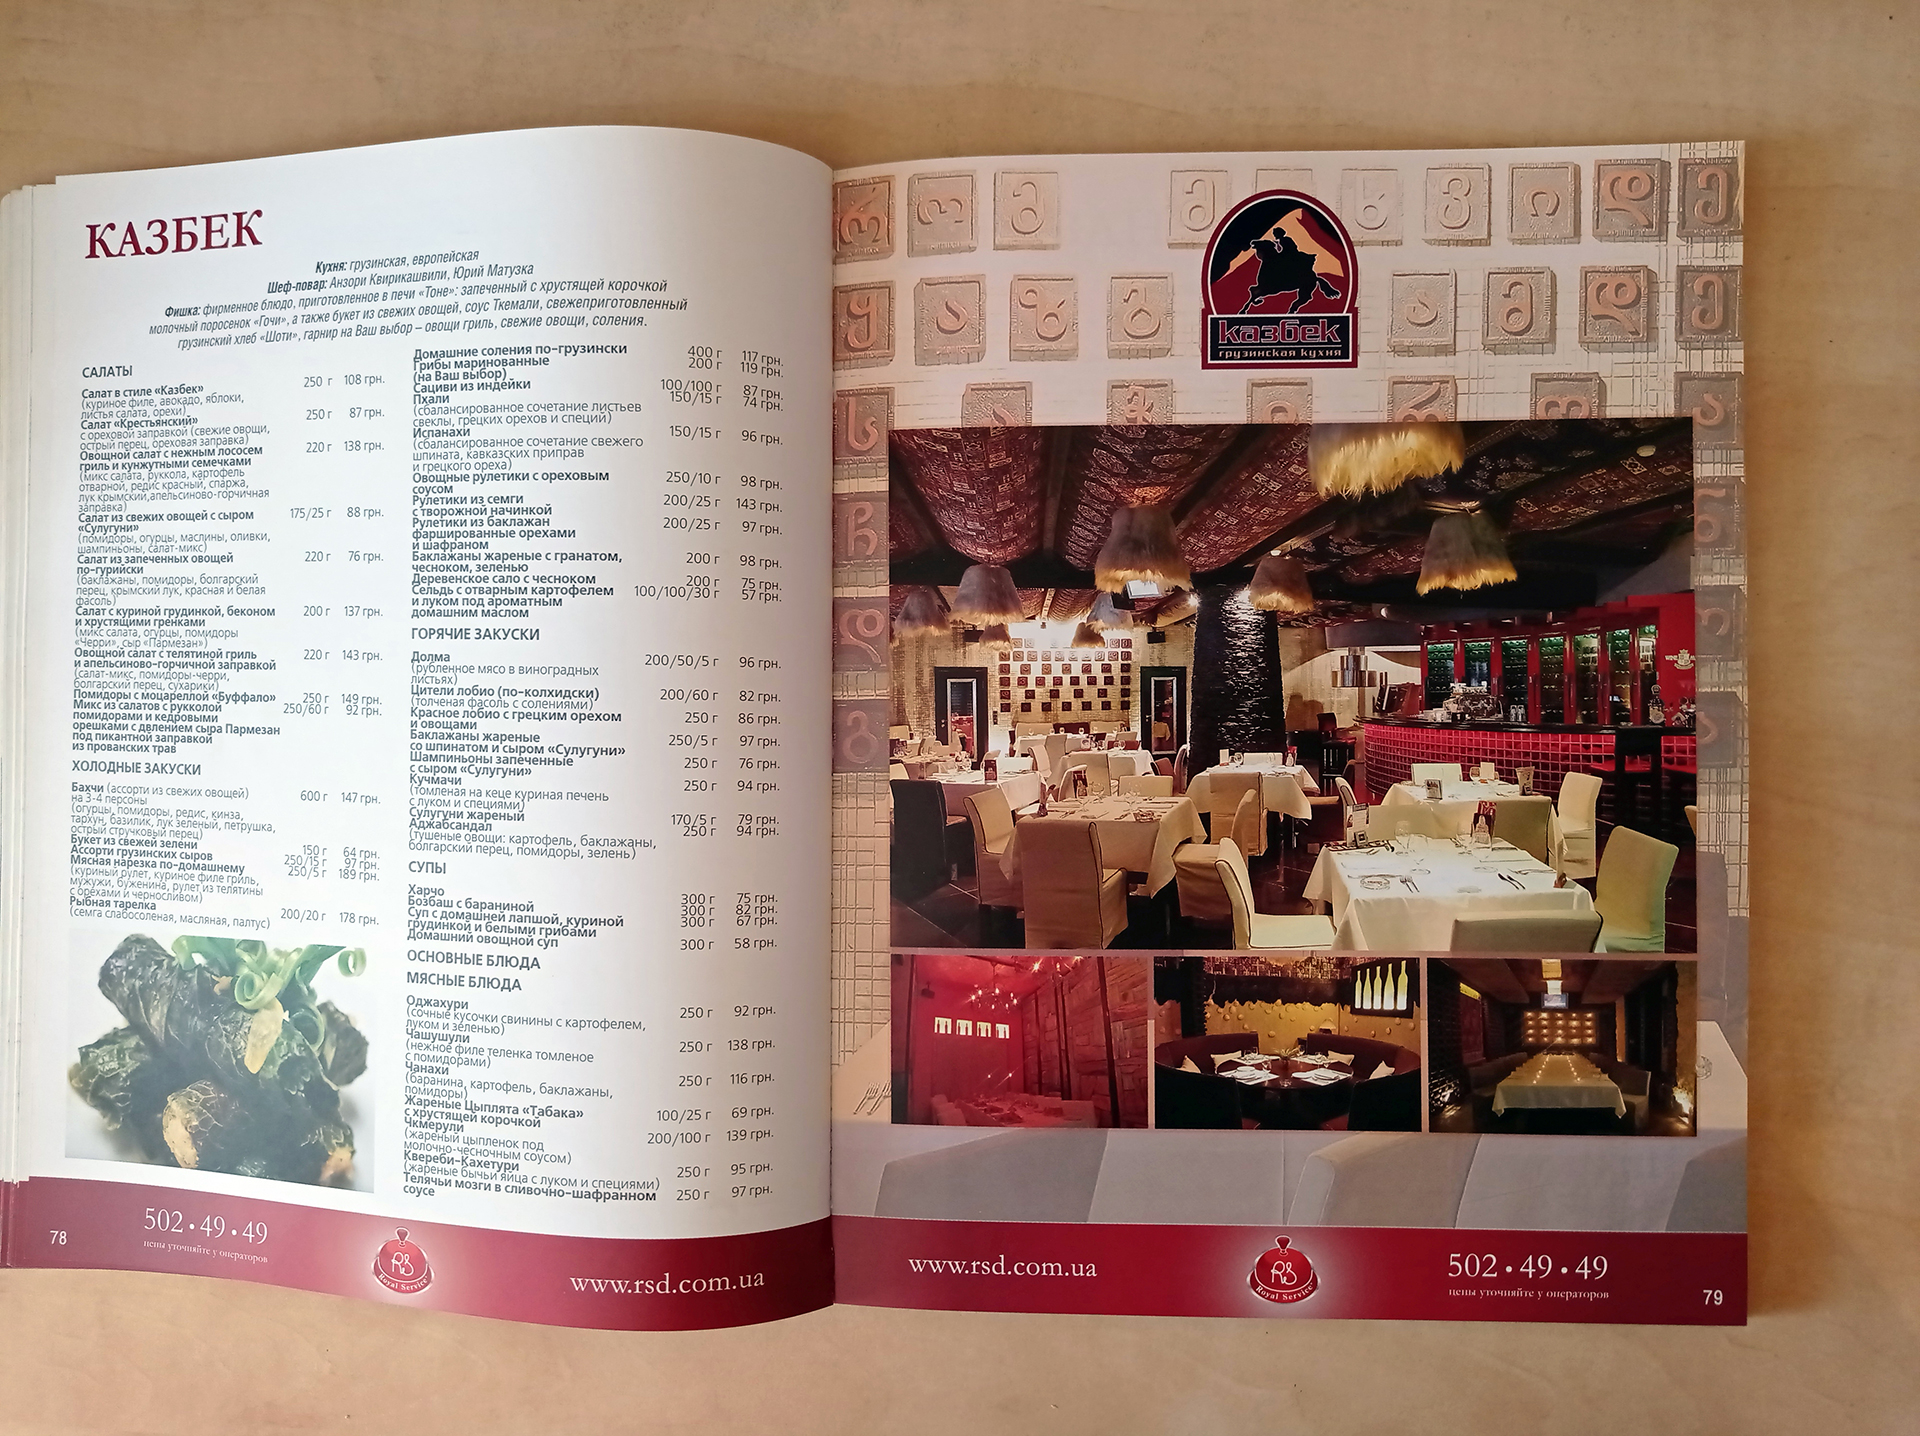 КАЗБЕК
Кухня: грузинская, европейская
Шеф-повар: Анзори Квирикашвили, Юрий Матузка
Фишка: фирменное блюдо, приготовленное в печи «Тоне»: запеченный с хрустящей корочкой
молочный поросенок «Гочи», а также букет из свежих овощей, соус Ткемали, свежеприготовленный
грузинский хлеб «Шоти», гарнир на Ваш выбор – овощи гриль, свежие овощи, соления.
САЛАТЫ
Салат в стиле «Казбек» 250 г 108 грн.
(куриное филе, авокадо, яблоки,
листья салата, орехи)
Салат «Крестьянский» 250 г 87 грн.
с ореховой заправкой (свежие овощи,
острый перец, ореховая заправка)
Овощной салат с нежным лососем 220 г 138 грн.
гриль и кунжутными семечками
(микс салата, руккола, картофель
отварной, редис красный, спаржа,
лук крымский,апельсиново-горчичная
заправка)
Салат из свежих овощей с сыром 175/25 г 88 грн.
«Сулугуни»
(помидоры, огурцы, маслины, оливки,
шампиньоны, салат-микс)
Салат из запеченных овощей 220 г 76 грн.
по-гурийски
(баклажаны, помидоры, болгарский
перец, крымский лук, красная и белая
фасоль)
Салат с куриной грудинкой, беконом 200 г 137 грн.
и хрустящими гренками
(микс салата, огурцы, помидоры
«Черри», сыр «Пармезан»)
Овощной салат с телятиной гриль 220 г 143 грн.
и апельсиново-горчичной заправкой
(салат-микс, помидоры-черри,
болгарский перец, сухарики)
Помидоры с моцареллой «Буффало» 250 г 149 грн.
Микс из салатов с рукколой 250/60 г 92 грн.
помидорами и кедровыми
орешками с двлением сыра Пармезан
под пикантной заправкой
из прованских трав
ХОЛОДНЫЕ ЗАКУСКИ
Бахчи (ассорти из свежих овощей) 600 г 147 грн.
на 3-4 персоны
(огурцы, помидоры, редис, кинза,
тархун, базилик, лук зеленый, петрушка,
острый стручковый перец)
Букет из свежей зелени 150 г 64 грн.
Ассорти грузинских сыров 250/15 г 97 грн.
Мясная нарезка по-домашнему 250/5 г 189 грн.
(куриный рулет, куриное филе гриль,
мужужи, буженина, рулет из телятины
с орехами и черносливом)
Рыбная тарелка 200/20 г 178 грн.
(семга слабосоленая, масляная, палтус)
Домашние соления по-грузински 400 г 117 грн.
Грибы маринованные 200 г 119 грн.
(на Ваш выбор)
Сациви из индейки 100/100 г 87 грн.
Пхали 150/15 г 74 грн.
(сбалансированное сочетание листьев
свеклы, грецких орехов и специй)
Испанахи 150/15 г 96 грн.
(сбалансированное сочетание свежего
шпината, кавказских приправ
и грецкого ореха)
Овощные рулетики с ореховым 250/10 г 98 грн.
соусом
Рулетики из семги 200/25 г 143 грн.
с творожной начинкой
Рулетики из баклажан 200/25 г 97 грн.
фаршированные орехами
и шафраном
Баклажаны жареные с гранатом, 200 г 98 грн.
чесноком, зеленью
Деревенское сало с чесноком 200 г 75 грн.
Сельдь с отварным картофелем 100/100/30 г 57 грн.
и луком под ароматным
домашним маслом
ГОРЯЧИЕ ЗАКУСКИ
Долма 200/50/5 г 96 грн.
(рубленное мясо в виноградных
листьях)
Цители лобио (по-колхидски) 200/60 г 82 грн.
(толченая фасоль с солениями)
Красное лобио с грецким орехом 250 г 86 грн.
и овощами
Баклажаны жареные 250/5 г 97 грн.
со шпинатом и сыром «Сулугуни»
Шампиньоны запеченные 250 г 76 грн.
с сыром «Сулугуни»
Кучмачи 250 г 94 грн.
(томленая на кеце куриная печень
с луком и специями)
Сулугуни жареный 170/5 г 79 грн.
Аджабсандал 250 г 94 грн.
(тушеные овощи: картофель, баклажаны,
болгарский перец, помидоры, зелень)
СУПЫ
Харчо 300 г 75 грн.
Бозбаш с бараниной 300 г 82 грн.
Суп с домашней лапшой, куриной 300 г 67 грн.
грудинкой и белыми грибами
Домашний овощной суп 300 г 58 грн.
ОСНОВНЫЕ БЛЮДА
МЯСНЫЕ БЛЮДА
Оджахури 250 г 92 грн.
(сочные кусочки свинины с картофелем,
луком и зеленью)
Чашушули 250 г 138 грн.
(нежное филе теленка томленое
с помидорами)
Чанахи 250 г 116 грн.
(баранина, картофель, баклажаны,
помидоры)
Жареные Цыплята «Табака» 100/25 г 69 грн.
с хрустящей корочкой
Чкмерули 200/100 г 139 грн.
(жареный цыпленок под
молочно-чесночным соусом)
Квереби-Кахетури 250 г 95 грн.
(жареные бычьи яйца с луком и специями)
Телячьи мозги в сливочно-шафранном 250 г 97 грн.
соусе
78
502 • 49 • 49
цены уточняйте у операторов
RS
Royal Service
www.rsd.com.ua
казбек
грузинская кухня
www.rsd.com.ua
RS
Royal Service
502 • 49 • 49
цены уточняйте у операторов
79